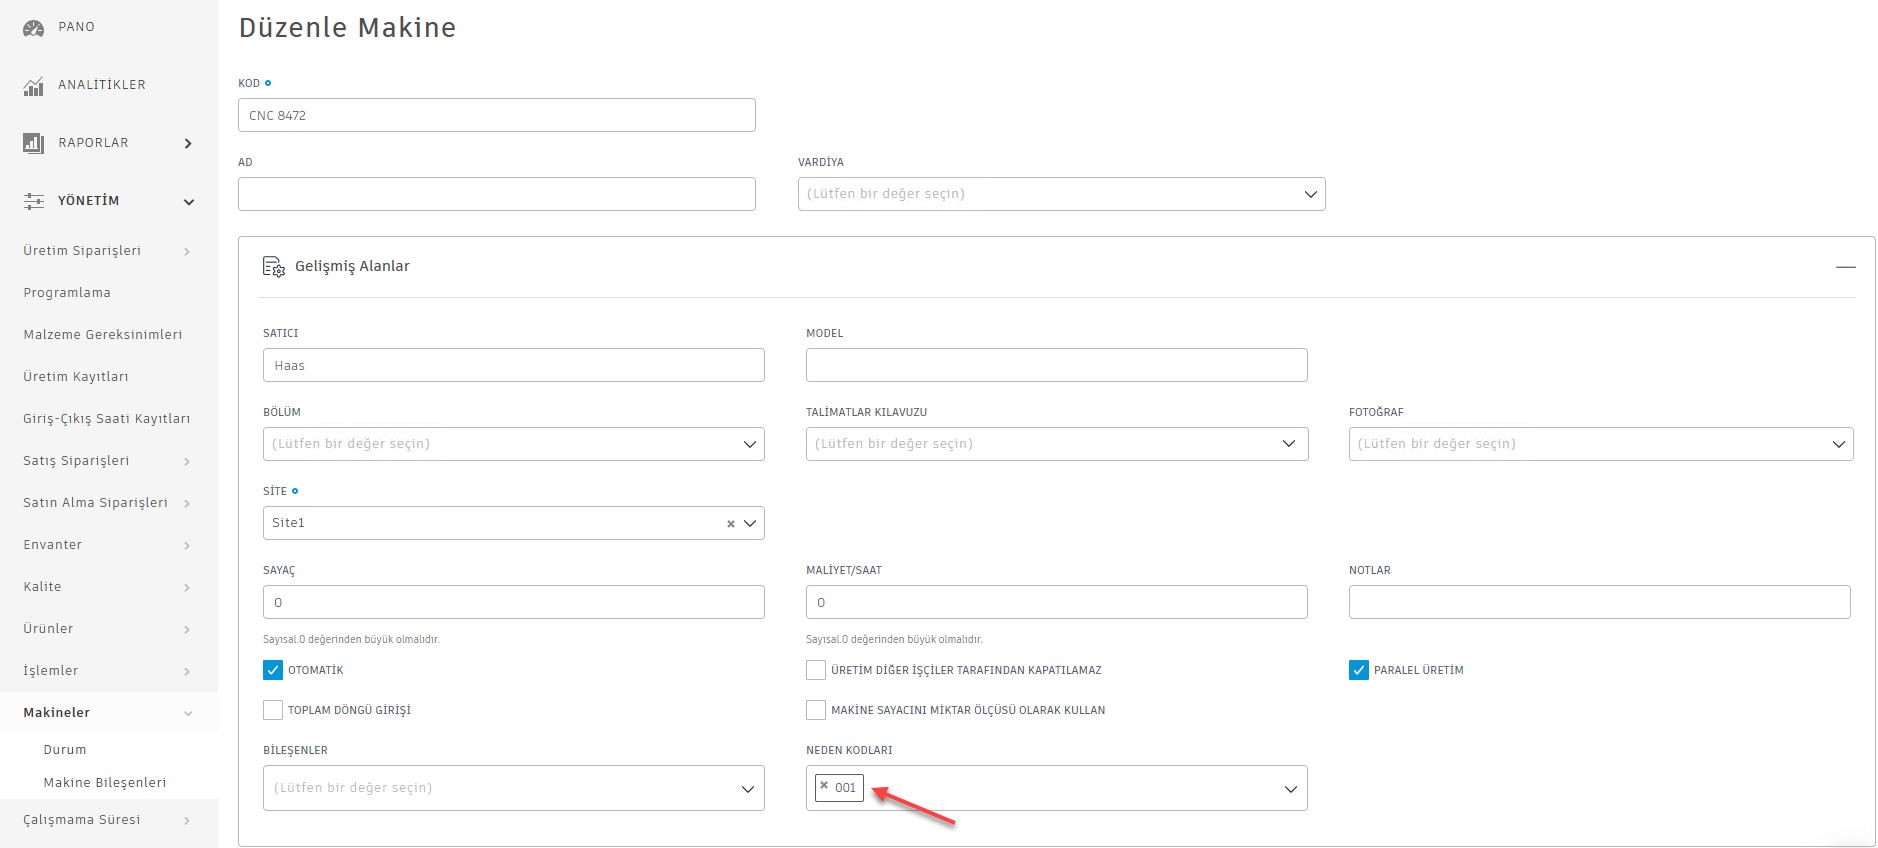 PANO
ANALİTİKLER
RAPORLAR
YÖNETİM
Üretim Siparişleri
Programlama
Malzeme Gereksinimleri
Üretim Kayıtları
Giriş-Çıkış Saati Kayıtları
Satış Siparişleri
Satın Alma Siparişleri
Envanter
Kalite
Ürünler
İşlemler
Makineler
Durum
Makine Bileşenleri
Çalışmama Süresi
Düzenle Makine
KOD
CNC 8472
AD
VARDİYA
(Lütfen bir değer seçin)
Gelişmiş Alanlar
SATICI
MODEL
Haas
BÖLÜM
TALİMATLAR KILAVUZU
FOTOĞRAF
(Lütfen bir değer seçin)
(Lütfen bir değer seçin)
(Lütfen bir değer seçin)
SİTE
Site1
SAYAÇ
MALİYET/SAAT
NOTLAR
0
0
Sayısal.0 değerinden büyük olmalıdır.
Sayısal.0 değerinden büyük olmalıdır.
OTOMATİK
ÜRETİM DİĞER İŞÇİLER TARAFINDAN KAPATILAMAZ
PARALEL ÜRETİM
TOPLAM DÖNGÜ GİRİŞİ
MAKİNE SAYACINI MİKTAR ÖLÇÜSÜ OLARAK KULLAN
BİLEŞENLER
NEDEN KODLARI
(Lütfen bir değer seçin)
001